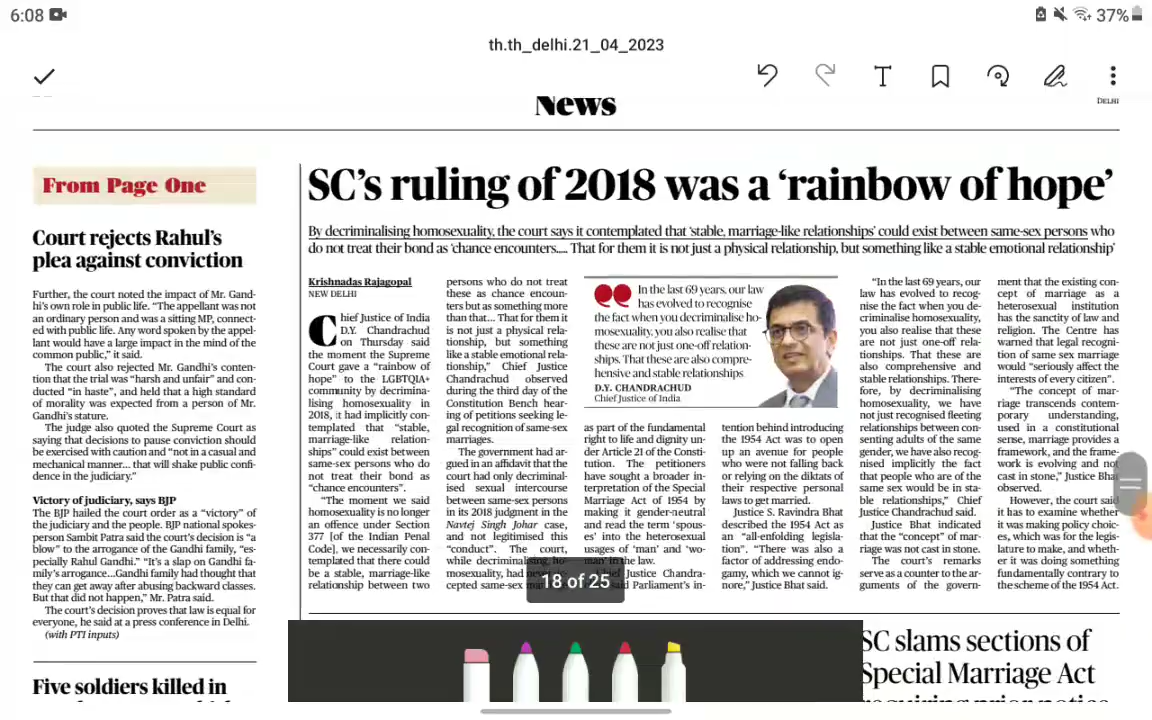 6:08
37%
th.th_delhi.21_04_2023
T
News
DELHI
From Page One
Court rejects Rahul's
plea against conviction
Further, the court noted the impact of Mr. Gand-
hi's own role in public life. "The appellant was not
an ordinary person and was a sitting MP, connect-
ed with public life. Any word spoken by the appel-
lant would have a large impact in the mind of the
common public," it said.
The court also rejected Mr. Gandhi's conten-
tion that the trial was "harsh and unfair" and con-
ducted "in haste", and held that a high standard
of morality was expected from a person of Mr.
Gandhi's stature.
The judge also quoted the Supreme Court as
saying that decisions to pause conviction should
be exercised with caution and "not in a casual and
mechanical manner... that will shake public confi-
dence in the judiciary."
Victory of judiciary, says BJP
The BJP hailed the court order as a "victory" of
the judiciary and the people. BJP national spokes-
person Sambit Patra said the court's decision is "a
blow" to the arrogance of the Gandhi family, "es-
pecially Rahul Gandhi." "It's a slap on Gandhi fa-
mily's arrogance...Gandhi family had thought that
they can get away after abusing backward classes.
But that did not happen," Mr. Patra said.
The court's decision proves that law is equal for
everyone, he said at a press conference in Delhi.
(with PTI inputs)
Five soldiers killed in
SC's ruling of 2018 was a 'rainbow of hope'
By decriminalising homosexuality, the court says it contemplated that 'stable, marriage-like relationships' could exist between same-sex persons who
do not treat their bond as 'chance encounters..... That for them it is not just a physical relationship, but something like a stable emotional relationship'
Krishnadas Rajagopal
NEW DELHI
Chief Justice of India
D.Y. Chandrachud
on Thursday said
the moment the Supreme
Court gave a "rainbow of
hope" to the LGBTQIA+
community by decrimina-
lising homosexuality in
2018, it had implicitly con-
templated that "stable,
marriage-like relation-
ships" could exist between
same-sex persons who do
not treat their bond as
"chance encounters".
"The moment we said
homosexuality is no longer
an offence under Section
377 [of the Indian Penal
Code], we necessarily con-
templated that there could
be a stable, marriage-like
relationship between two
persons who do not treat
these as chance encoun-
ters but as something more
than that... That for them it
is not just a physical rela-
tionship, but something
like a stable emotional rela-
tionship," Chief Justice
Chandrachud observed
during the third day of the
Constitution Bench hear-
ing of petitions seeking le-
gal recognition of same-sex
marriages.
The government had ar-
gued in an affidavit that the
court had only decriminal-
ised sexual intercourse
between same-sex persons
in its 2018 judgment in the
Navtej Singh Johar case,
and not legitimised this
"conduct". The court,
while decriminalising ho-
mosexuality, had
cepted same-sex
In the last 69 years, our law
has evolved to recognise
the fact when you decriminalise ho-
mosexuality, you also realise that
these are not just one-off relation-
ships. That these are also compre-
hensive and stable relationships
D.Y. CHANDRACHUD
Chief Justice of India
as part of the fundamental
right to life and dignity un-
der Article 21 of the Consti-
tution. The petitioners
have sought a broader in-
terpretation of the Special
Marriage Act of 1954 by
making it gender-neutral
and read the term 'spous-
es' into the heterosexual
usages of 'man' and 'wo-
man' in the law.
Justice Chandra-
said Parliament's in-
tention behind introducing
the 1954 Act was to open
up an avenue for people
who were not falling back
or relying on the diktats of
their respective personal
laws to get married.
Justice S. Ravindra Bhat
described the 1954 Act as
an "all-enfolding legisla-
tion". "There was also a
factor of addressing endo-
gamy, which we cannot ig-
nore," Justice Bhat said.
"In the last 69 years, our
law has evolved to recog-
nise the fact when you de-
criminalise homosexuality,
you also realise that these
are not just one-off rela-
tionships. That these are
also comprehensive and
stable relationships. There-
fore, by decriminalising
homosexuality, we have
not just recognised fleeting
relationships between con-
senting adults of the same
gender, we have also recog-
nised implicitly the fact
that people who are of the
same sex would be in sta-
ble relationships," Chief
Justice Chandrachud said.
Justice Bhat indicated
that the "concept" of mar-
riage was not cast in stone.
The court's remarks
serve as a counter to the ar-
guments of the govern-
ment that the existing con-
cept of marriage as a
heterosexual institution
has the sanctity of law and
religion. The Centre has
warned that legal recogni-
tion of same sex marriage
would "seriously affect the
interests of every citizen".
"The concept of mar-
riage transcends contem-
porary understanding,
used in a constitutional
sense, marriage provides a
framework, and the frame-
work is evolving and not
cast in stone," Justice Bhat
observed.
However, the court said
it has to examine whether
it was making policy choic-
es, which was for the legis-
lature to make, and wheth-
er it was doing something
fundamentally contrary to
the scheme of the 1954 Act.
18 of 25
SC slams sections of
Special Marriage Act
requiring prior notice